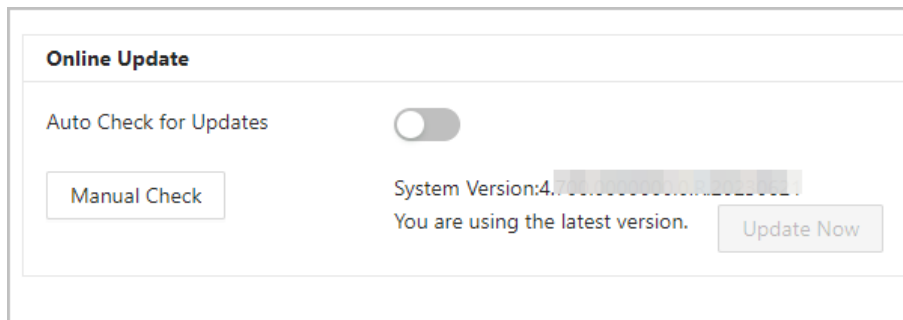 Online Update
Auto Check for Updates
Manual Check
System Version:4.
You are using the latest version.
Update Now